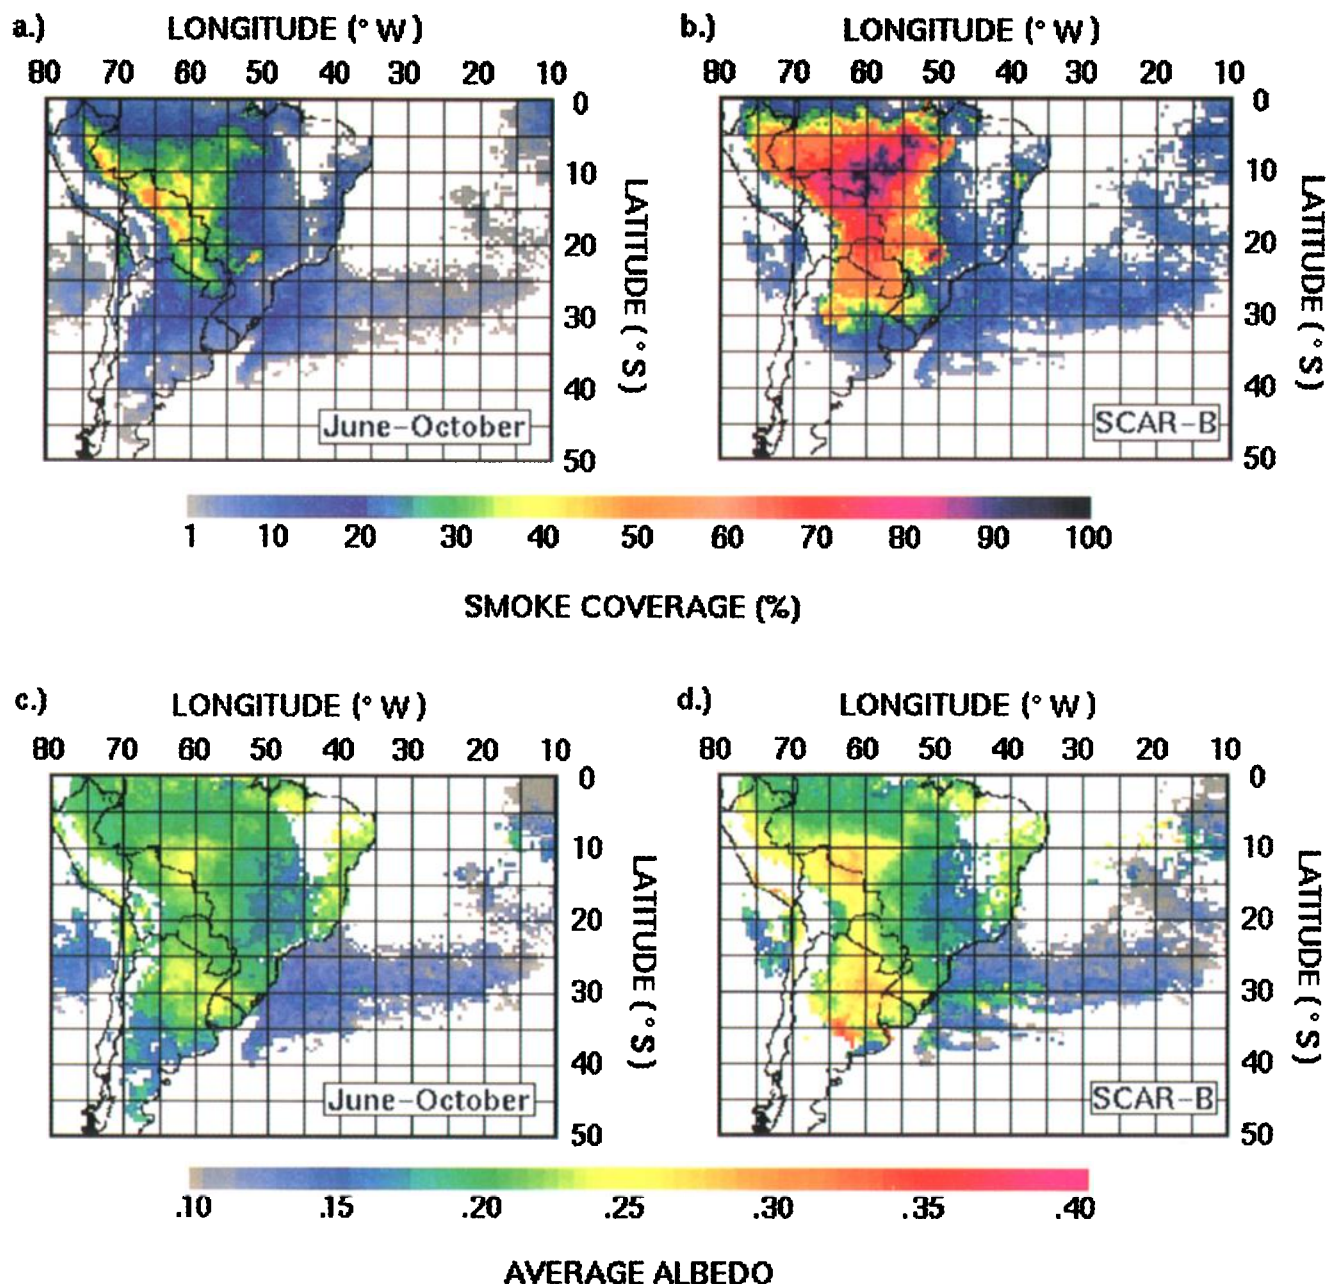 a.) LONGITUDE (° W) b.) LONGITUDE (° W)
80 70 60 50 40 30 20 10 80 70 60 50 40 30 20 10
0 0
10 10
20 20
30 30
40 40
50 50
LATITUDE (° S) LATITUDE (° S)
June-October SCAR-B
1 10 20 30 40 50 60 70 80 90 100
SMOKE COVERAGE (%)
c.) LONGITUDE (° W) d.) LONGITUDE (° W)
80 70 60 50 40 30 20 10 80 70 60 50 40 30 20 10
0 0
10 10
20 20
30 30
40 40
50 50
LATITUDE (° S) LATITUDE (° S)
June-October SCAR-B
.10 .15 .20 .25 .30 .35 .40
AVERAGE ALBEDO